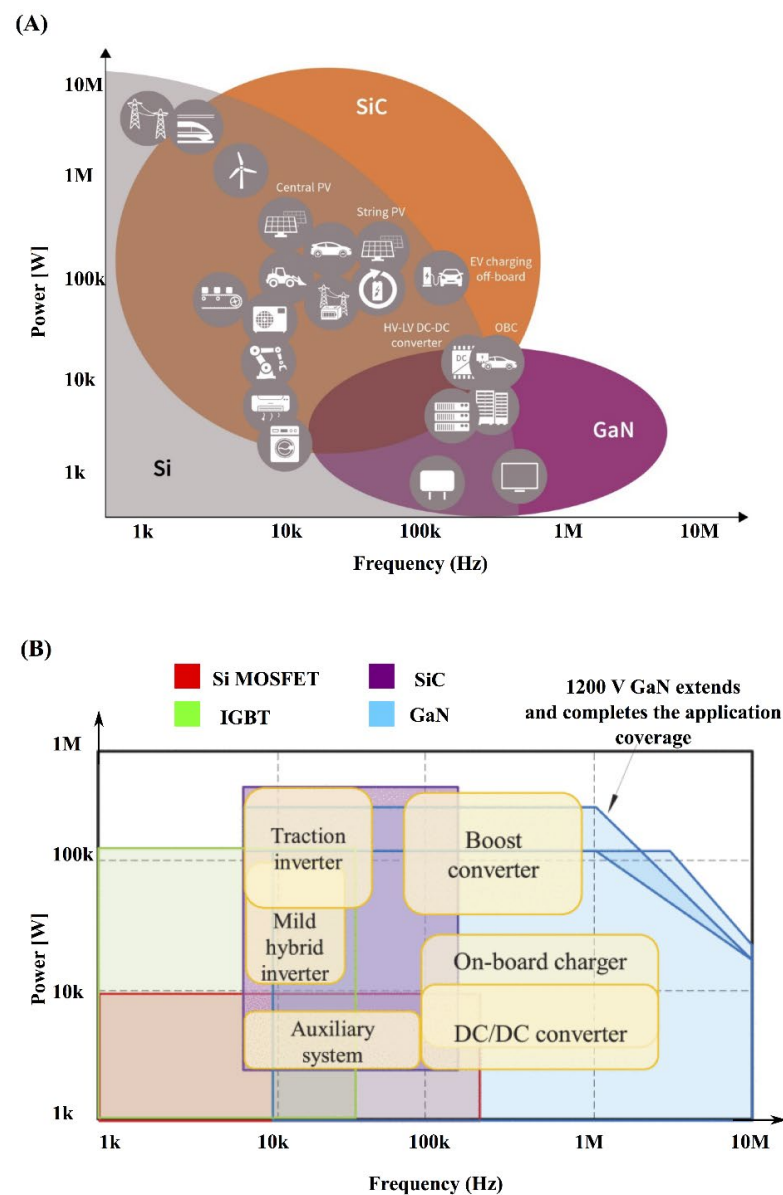 (A)
10M
1M
100k
10k
1k
Power [W]
SiC
Central PV
String PV
EV charging
off-board
HV-LV DC-DC
converter
OBC
DC
GaN
Si
1k
10k
100k
1M
10M
Frequency (Hz)
(B)
Si MOSFET
SiC
IGBT
GaN
1200 V GaN extends
and completes the application
coverage
1M
100k
10k
1k
Power [W]
Traction
inverter
Boost
converter
Mild
hybrid
inverter
On-board charger
Auxiliary
system
DC/DC converter
1k
10k
100k
1M
10M
Frequency (Hz)